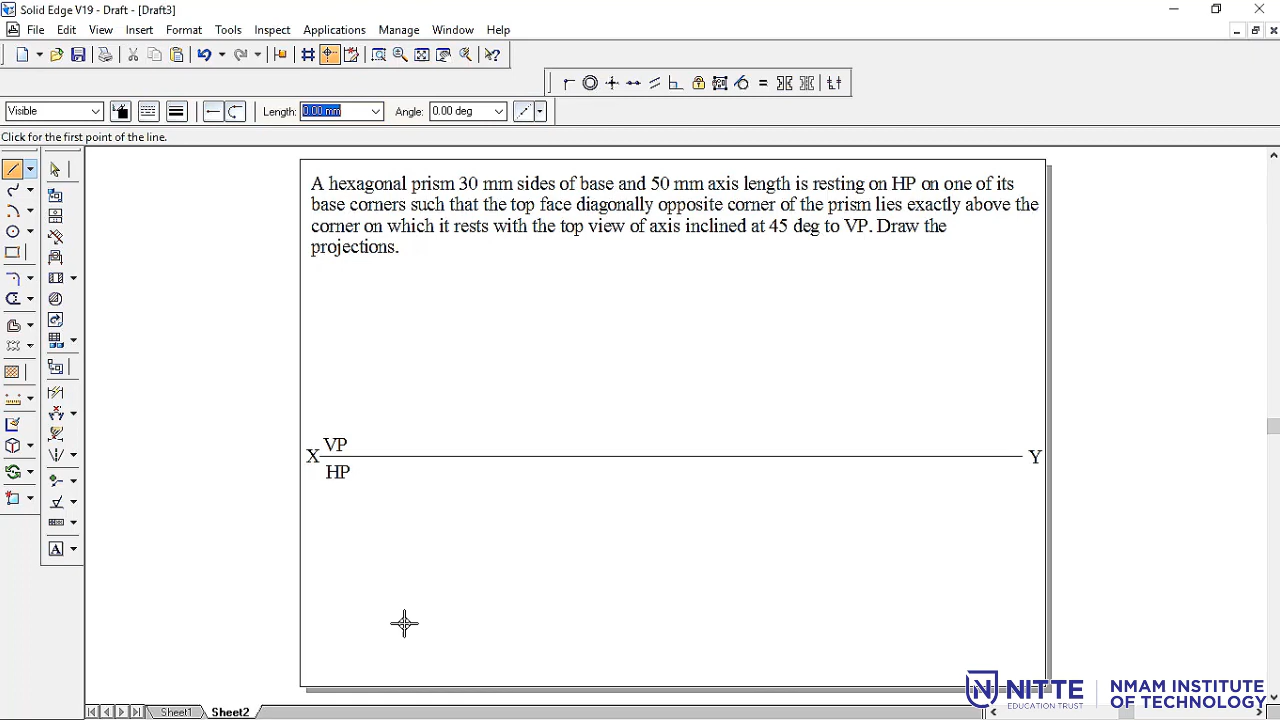 Solid Edge V19 - Draft - [Draft3]
File Edit View Insert Format Tools Inspect Applications Manage Window Help
Visible Length: 0.00 mm Angle: 0.00 deg
Click for the first point of the line.
A hexagonal prism 30 mm sides of base and 50 mm axis length is resting on HP on one of its
base corners such that the top face diagonally opposite corner of the prism lies exactly above the
corner on which it rests with the top view of axis inclined at 45 deg to VP. Draw the
projections.
VP
X Y
HP
A
NITTE
EDUCATION TRUST
NMAM INSTITUTE
OF TECHNOLOGY
Sheet1 Sheet2